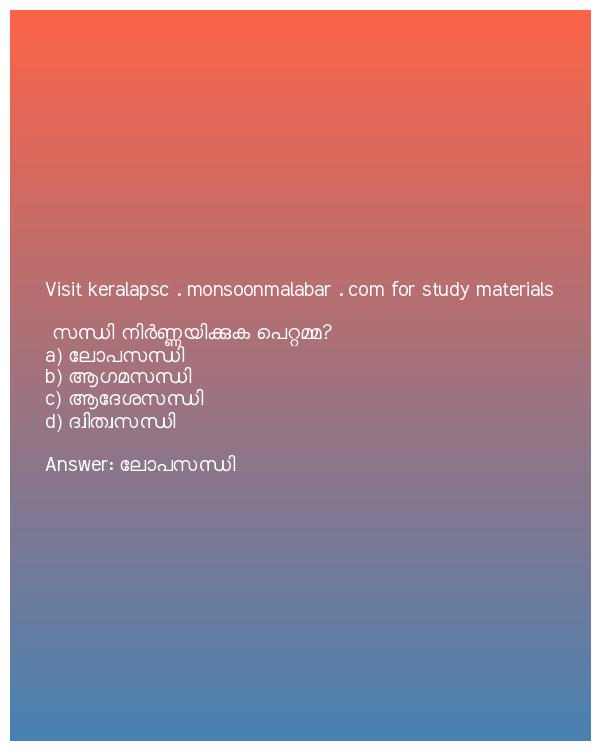 Visit keralapsc . monsoonmalabar . com for study materials
സന്ധി നിർണ്ണയിക്കുക പെറ്റമ്മ?
a) ലോപസന്ധി
b) ആഗമസന്ധി
c) ആദേശസന്ധി
d) ദ്വിത്വസന്ധി
Answer: ലോപസന്ധി